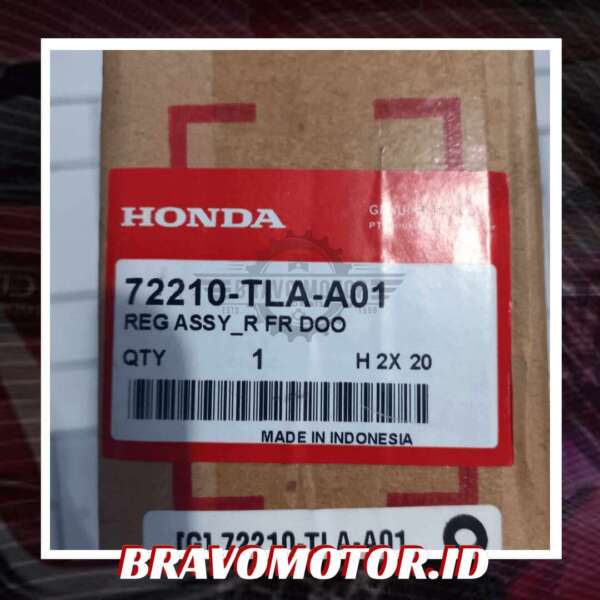 HONDA
72210-TLA-A01
REG ASSY_R FR DOO
QTY 1 H 2X 20
BRAVOMOTOR
MADE IN INDONESIA
[G] 72210-TLA-A01
BRAVOMOTOR.ID